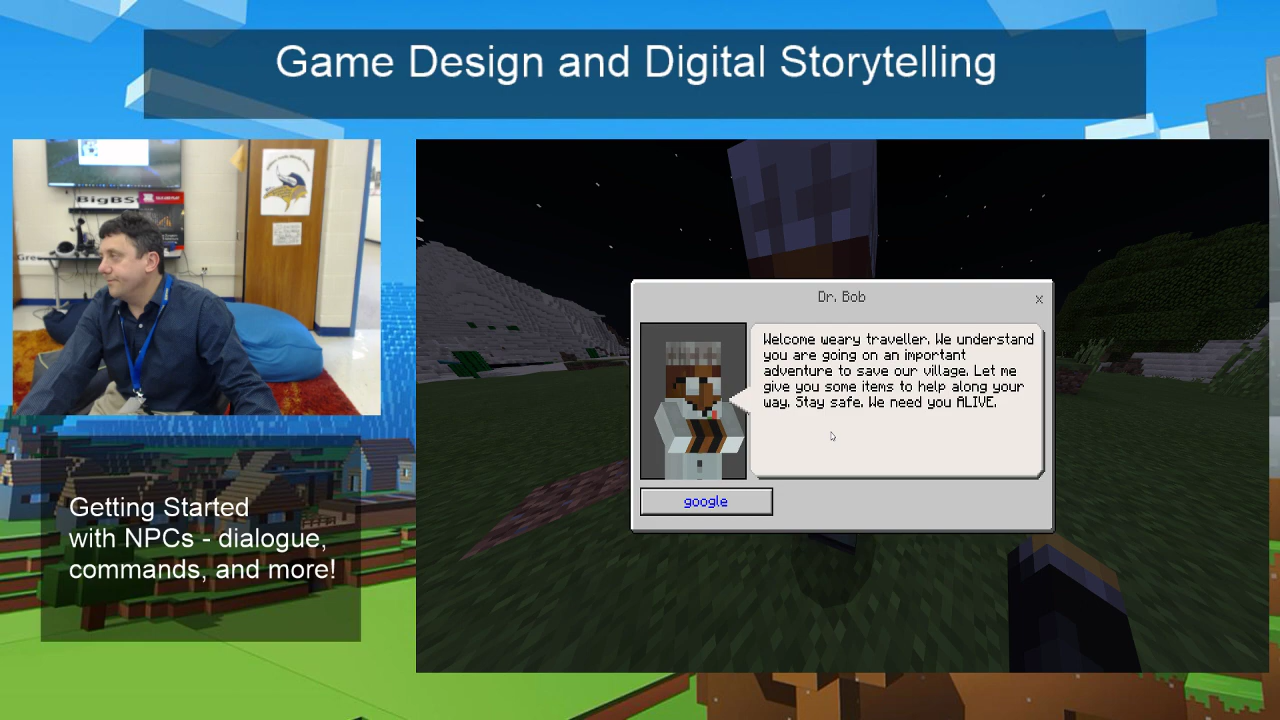 Game Design and Digital Storytelling
BigBS
Gree
Dr. Bob
x
Welcome weary traveller. We understand
you are going on an important
adventure to save our village. Let me
give you some items to help along your
way. Stay safe. We need you ALIVE.
google
Getting Started
with NPCs - dialogue,
commands, and more!